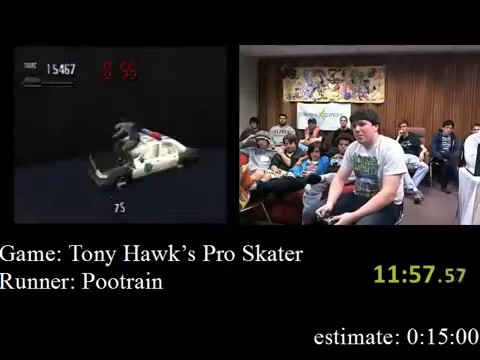 SCORE 15467
0:55
75
Game: Tony Hawk's Pro Skater
Runner: Pootrain
11:57.57
estimate: 0:15:00